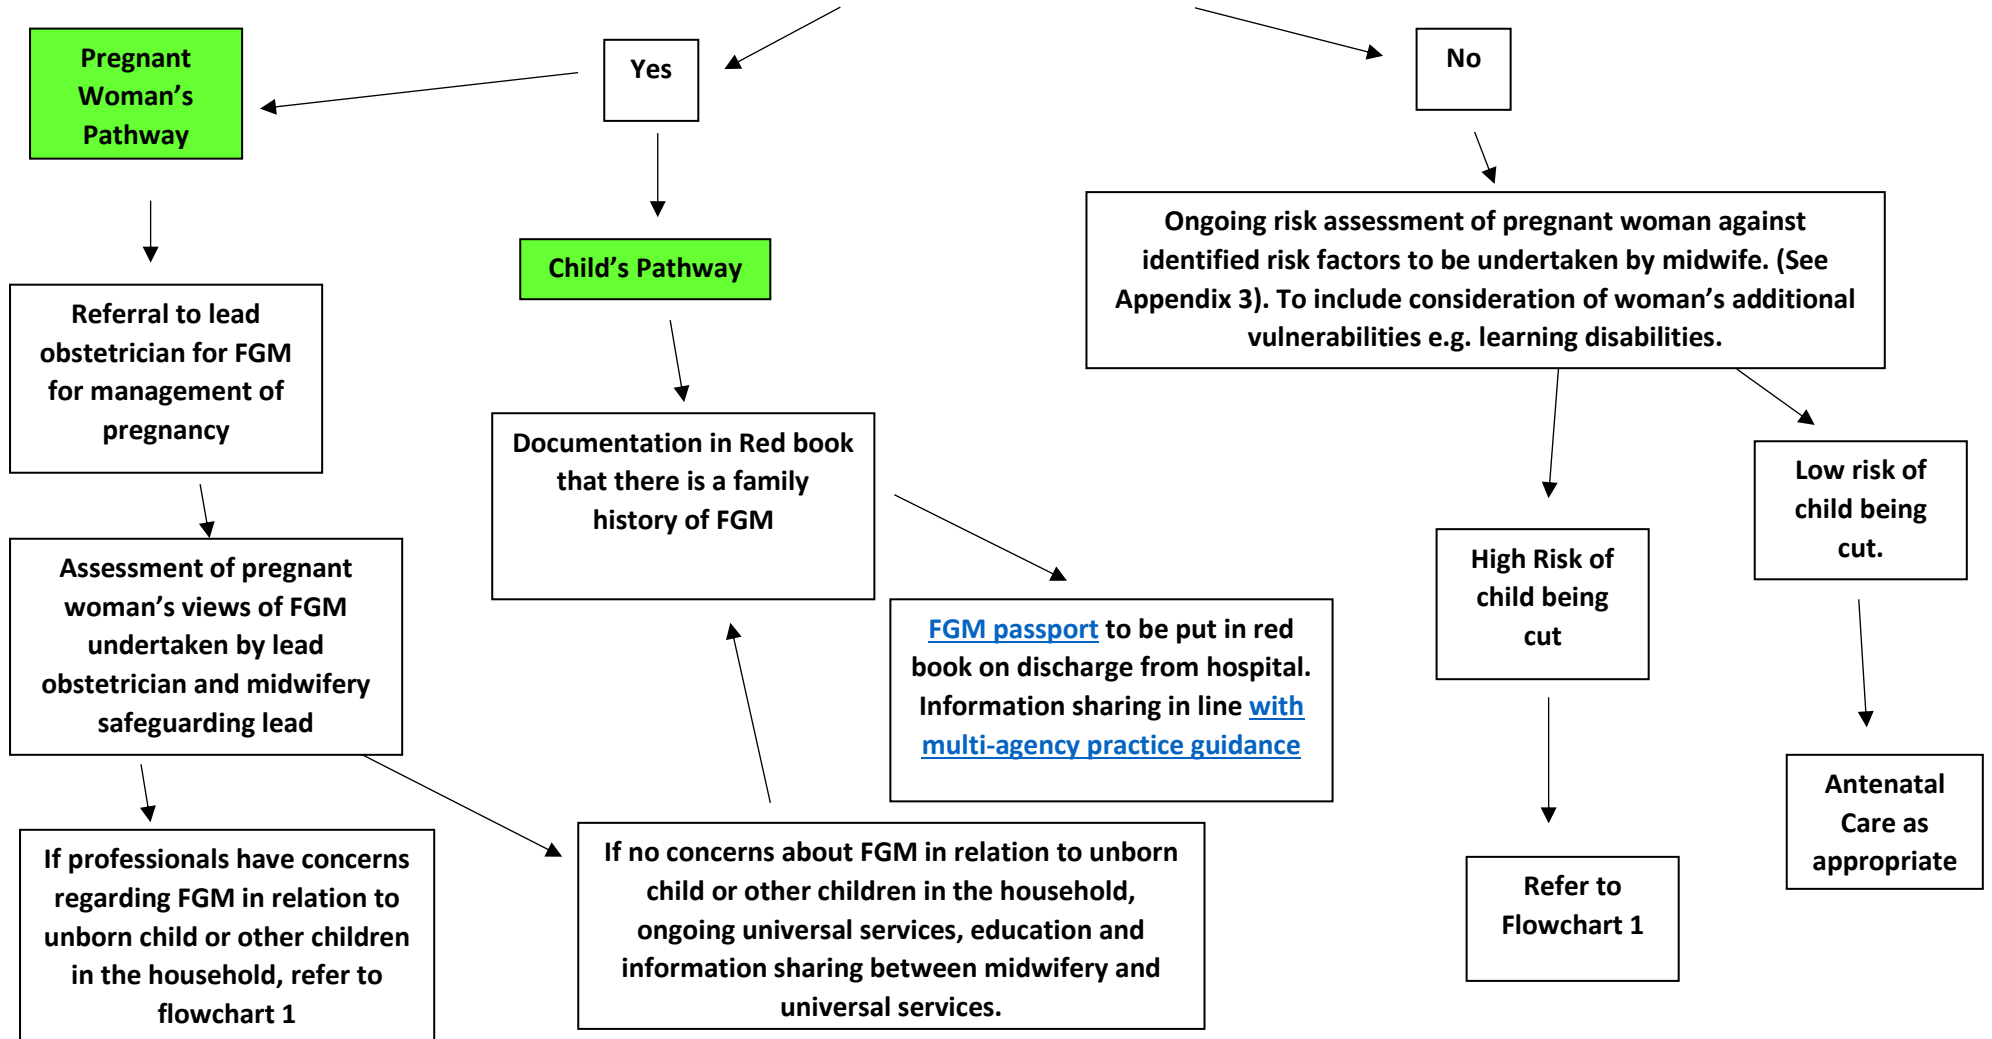 Pregnant
Woman’s
Pathway
Yes
No
Child’s Pathway
Ongoing risk assessment of pregnant woman against
identified risk factors to be undertaken by midwife. (See
Appendix 3). To include consideration of woman’s additional
vulnerabilities e.g. learning disabilities.
Referral to lead
obstetrician for FGM
for management of
pregnancy
Documentation in Red book
that there is a family
history of FGM
Low risk of
child being
cut.
High Risk of
child being
cut
Assessment of pregnant
woman’s views of FGM
undertaken by lead
obstetrician and midwifery
safeguarding lead
FGM passport to be put in red
book on discharge from hospital.
Information sharing in line with
multi-agency practice guidance
Antenatal
Care as
appropriate
If professionals have concerns
regarding FGM in relation to
unborn child or other children
in the household, refer to
flowchart 1
If no concerns about FGM in relation to unborn
child or other children in the household,
ongoing universal services, education and
information sharing between midwifery and
universal services.
Refer to
Flowchart 1